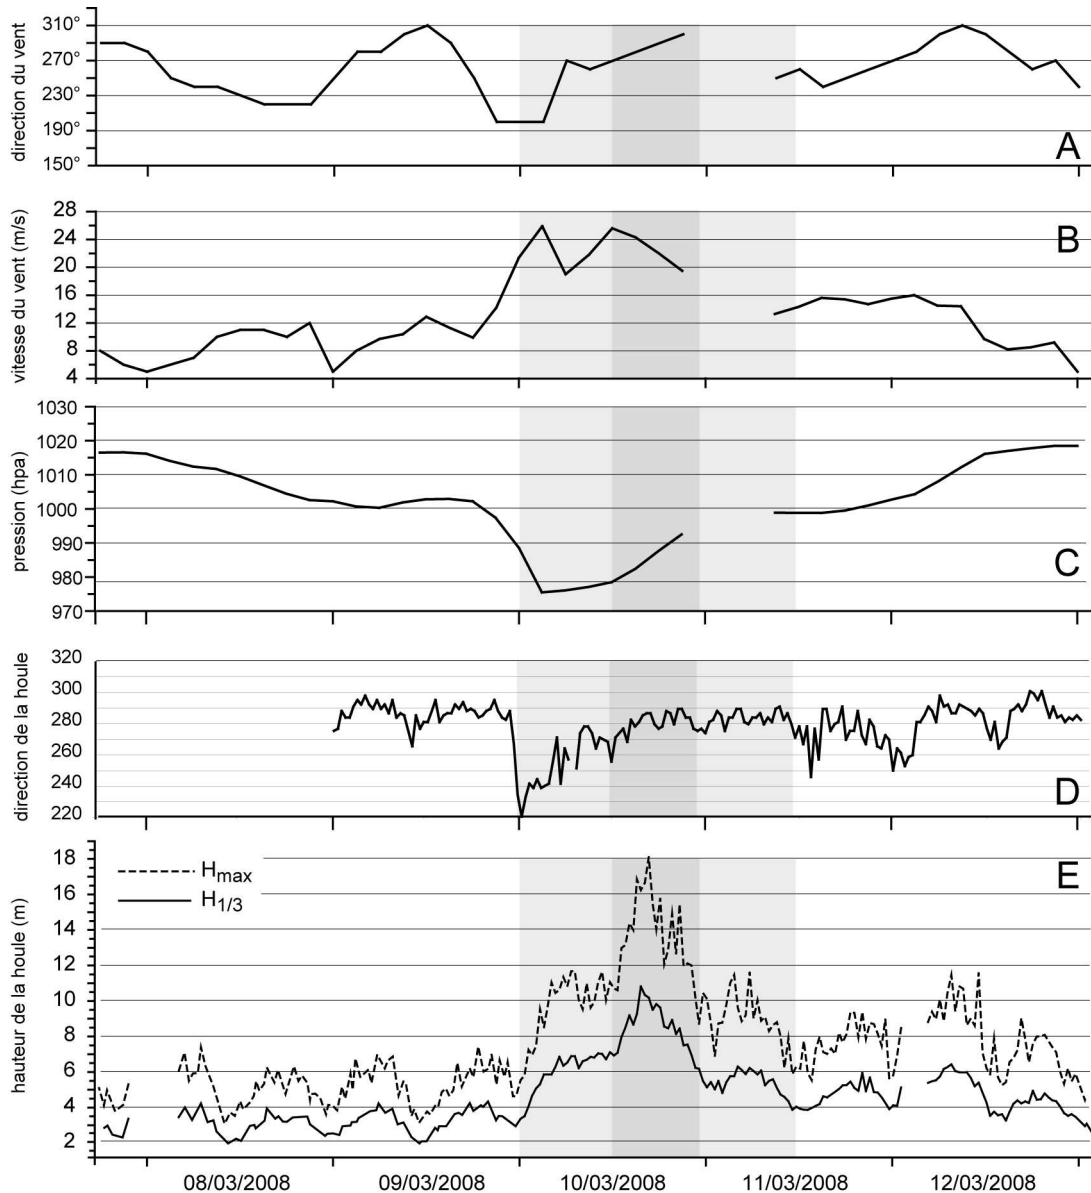 direction du vent
310°
270°
230°
190°
150°
A
vitesse du vent (m/s)
28
24
20
16
12
8
4
B
pression (hpa)
1030
1020
1010
1000
990
980
970
C
direction de la houle
320
300
280
260
240
220
D
hauteur de la houle (m)
18
16
14
12
10
8
6
4
2
Hmax
H1/3
E
08/03/2008 09/03/2008 10/03/2008 11/03/2008 12/03/2008